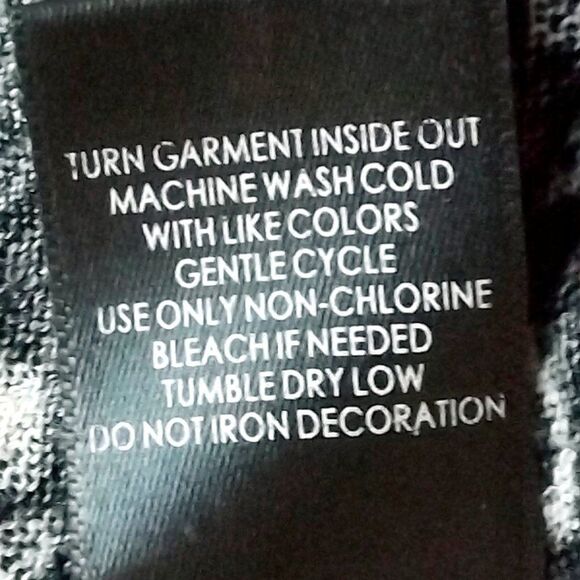 TURN GARMENT INSIDE OUT
MACHINE WASH COLD
WITH LIKE COLORS
GENTLE CYCLE
USE ONLY NON-CHLORINE
BLEACH IF NEEDED
TUMBLE DRY LOW
DO NOT IRON DECORATION